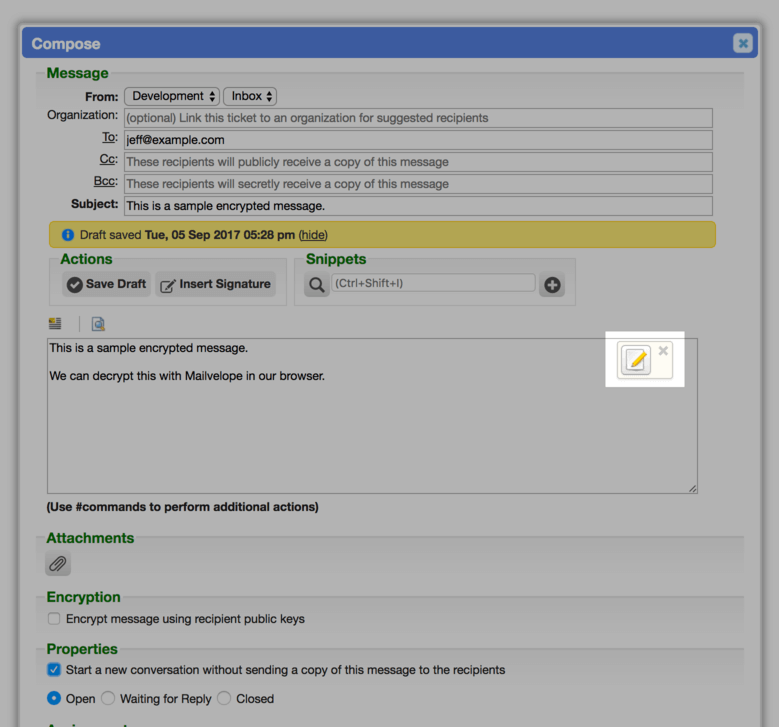 Compose
Message
From: Development Inbox
Organization: (optional) Link this ticket to an organization for suggested recipients
To: jeff@example.com
Cc: These recipients will publicly receive a copy of this message
Bcc: These recipients will secretly receive a copy of this message
Subject: This is a sample encrypted message.
Draft saved Tue, 05 Sep 2017 05:28 pm (hide)
Actions Snippets
Save Draft Insert Signature (Ctrl+Shift+I)
This is a sample encrypted message.
We can decrypt this with Mailvelope in our browser.
(Use #commands to perform additional actions)
Attachments
Encryption
Encrypt message using recipient public keys
Properties
Start a new conversation without sending a copy of this message to the recipients
Open Waiting for Reply Closed